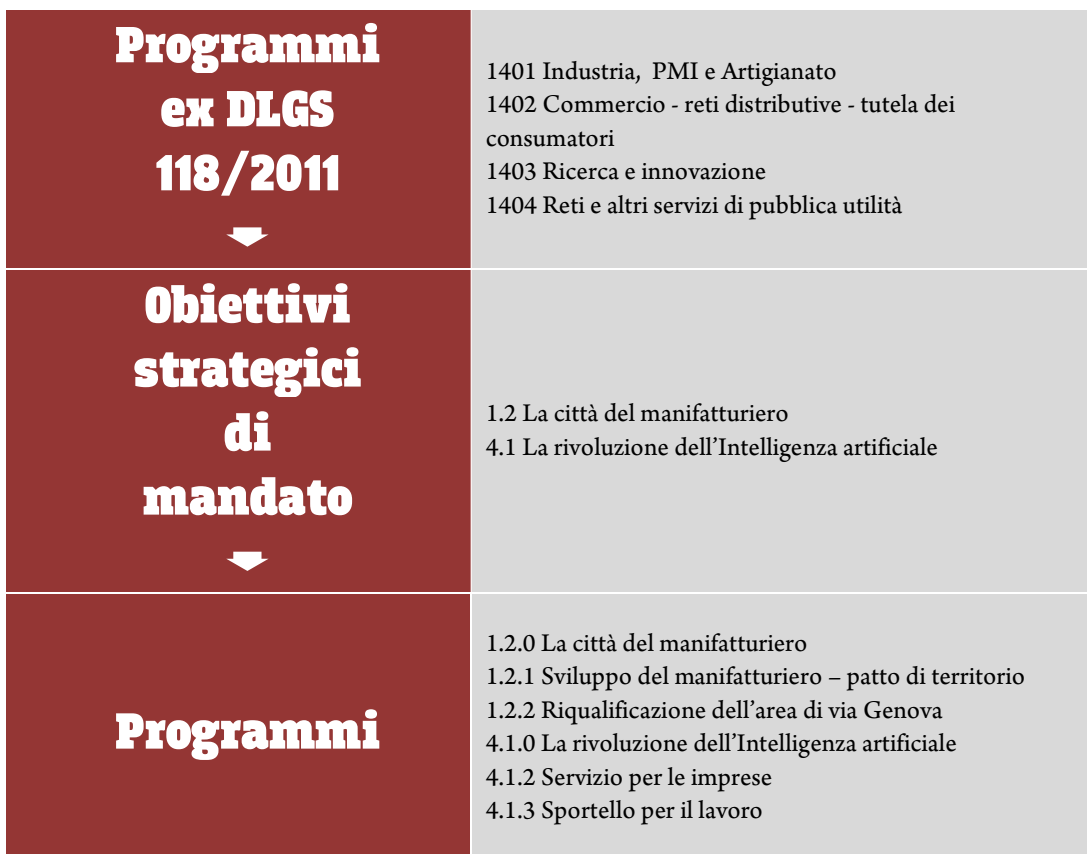 Programmi
ex DLGS
118/2011
1401 Industria, PMI e Artigianato
1402 Commercio - reti distributive - tutela dei
consumatori
1403 Ricerca e innovazione
1404 Reti e altri servizi di pubblica utilità
Obiettivi
strategici
di
mandato
1.2 La città del manifatturiero
4.1 La rivoluzione dell’Intelligenza artificiale
Programmi
1.2.0 La città del manifatturiero
1.2.1 Sviluppo del manifatturiero – patto di territorio
1.2.2 Riqualificazione dell’area di via Genova
4.1.0 La rivoluzione dell’Intelligenza artificiale
4.1.2 Servizio per le imprese
4.1.3 Sportello per il lavoro